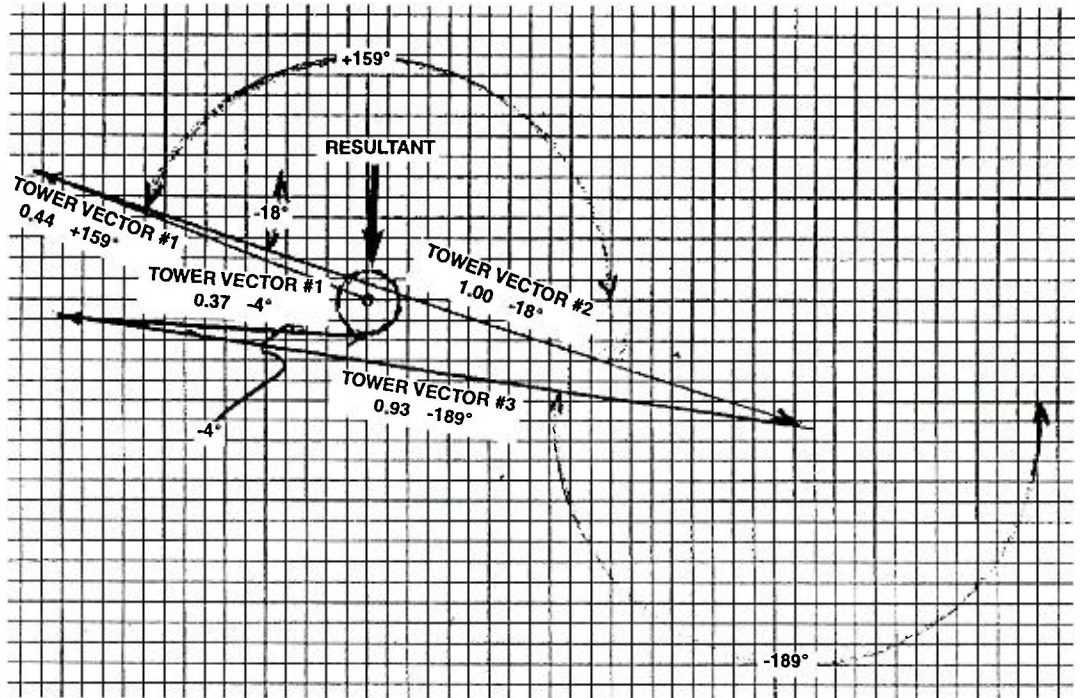 +159°
RESULTANT
-18°
TOWER VECTOR #1
0.44 +159°
TOWER VECTOR #1
0.37 -4°
TOWER VECTOR #2
1.00 -18°
TOWER VECTOR #3
0.93 -189°
-4°
-189°